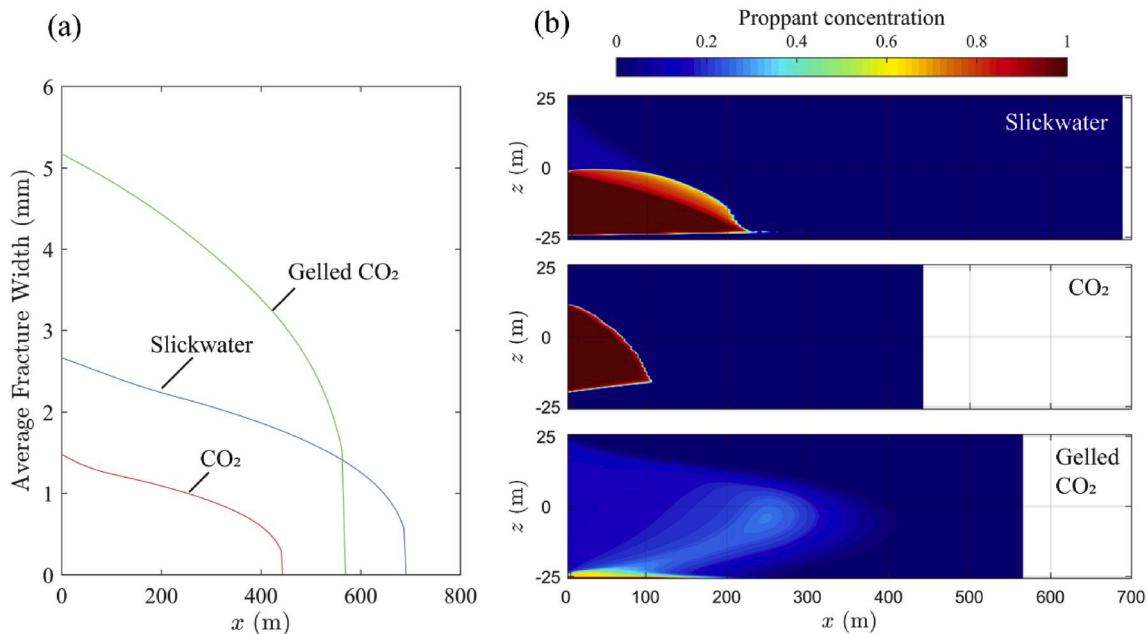 (a)
6
5
4
3
2
1
0
Average Fracture Width (mm)
Gelled CO₂
Slickwater
CO₂
0
200
400
600
800
x (m)
(b)
Proppant concentration
0
0.2
0.4
0.6
0.8
1
25
0
-25
z (m)
Slickwater
25
0
-25
z (m)
CO₂
25
0
-25
z (m)
Gelled
CO₂
0
100
200
300
400
500
600
700
x (m)